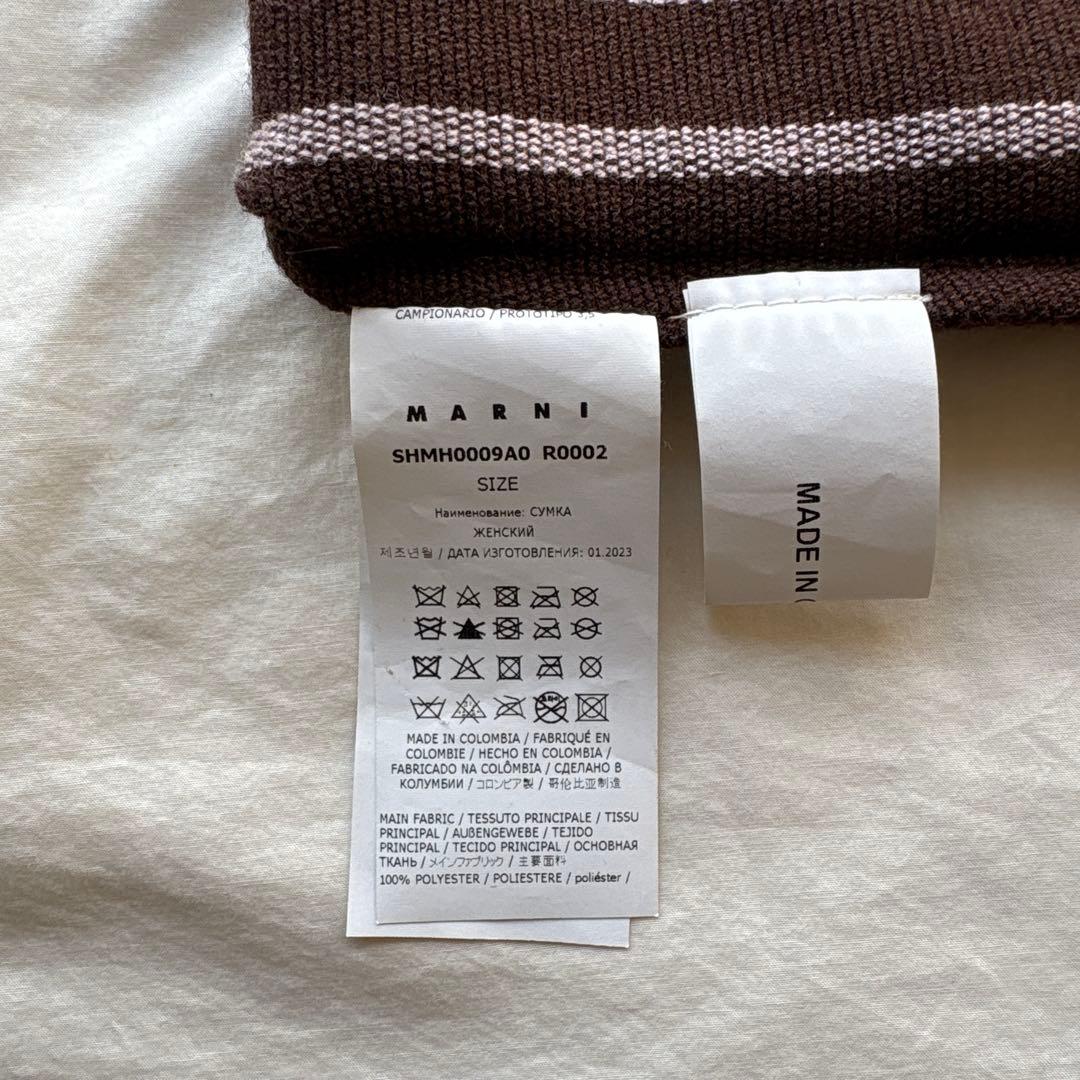 CAMPIONARIO / PROTOTIPO 3,5
MARNI
SHMH0009A0 R0002
SIZE
Наименование: СУМКА
ЖЕНСКИЙ
제조년월 / ДАТА ИЗГОТОВЛЕНИЯ: 01.2023
MADE IN COLOMBIA / FABRIQUÉ EN
COLOMBIE / HECHO EN COLOMBIA /
FABRICADO NA COLÔMBIA / СДЕЛАНО В
КОЛУМБИИ / コロンビア製 / 哥伦比亚制造
MAIN FABRIC / TESSUTO PRINCIPALE / TISSU
PRINCIPAL / AUßENGEWEBE / TEJIDO
PRINCIPAL / TECIDO PRINCIPAL / ОСНОВНАЯ
ТКАНЬ / メインファブリック / 主要面料
100% POLYESTER / POLIESTERE / poliéster /
MADE IN